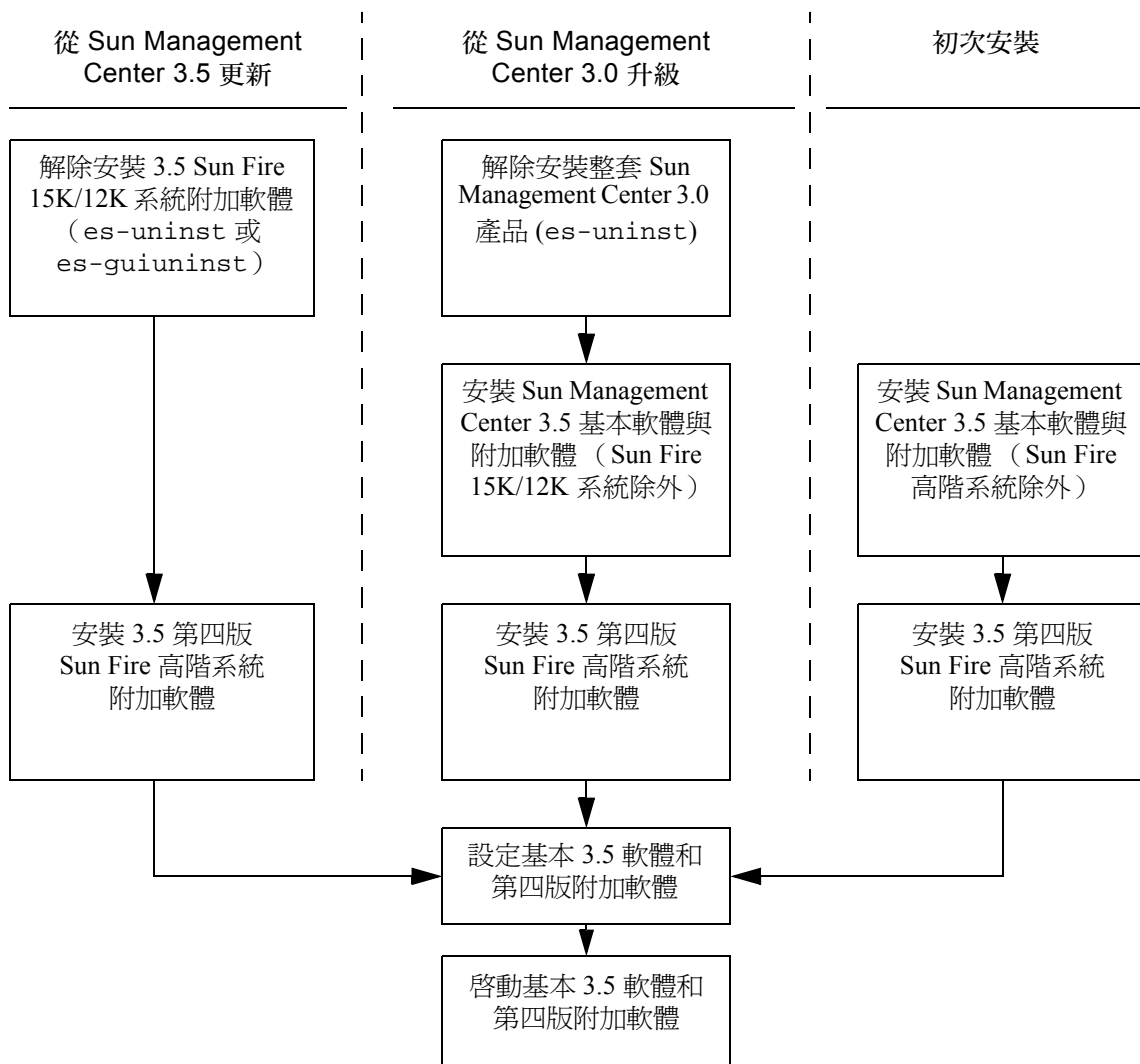 從 Sun Management
Center 3.5 更新
從 Sun Management
Center 3.0 升級
初次安裝
解除安裝 3.5 Sun Fire
15K/12K 系統附加軟體
（es-uninst 或
es-guiuninst）
解除安裝整套 Sun
Management Center 3.0
產品 (es-uninst)
安裝 Sun Management
Center 3.5 基本軟體與
附加軟體（Sun Fire
15K/12K 系統除外）
安裝 Sun Management
Center 3.5 基本軟體與
附加軟體（Sun Fire
高階系統除外）
安裝 3.5 第四版
Sun Fire 高階系統
附加軟體
安裝 3.5 第四版
Sun Fire 高階系統
附加軟體
安裝 3.5 第四版
Sun Fire 高階系統
附加軟體
設定基本 3.5 軟體和
第四版附加軟體
啓動基本 3.5 軟體和
第四版附加軟體